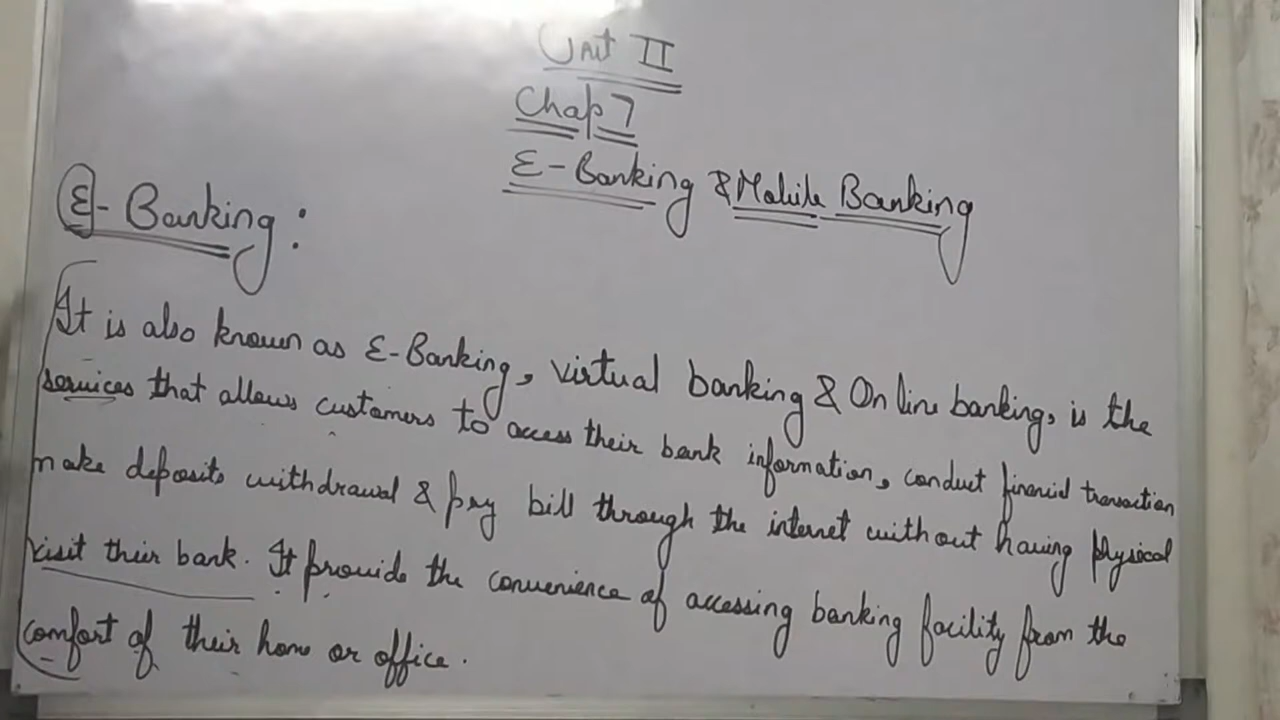 Unit II
Chap 7
E-Banking & Mobile Banking
E-Banking:
It is also known as E-Banking, virtual banking & Online banking, is the
services that allows customers to access their bank information, conduct financial transaction
make deposits withdrawal & pay bill through the internet without having physical
visit their bank. It provide the convenience of accessing banking facility from the
comfort of their home or office.